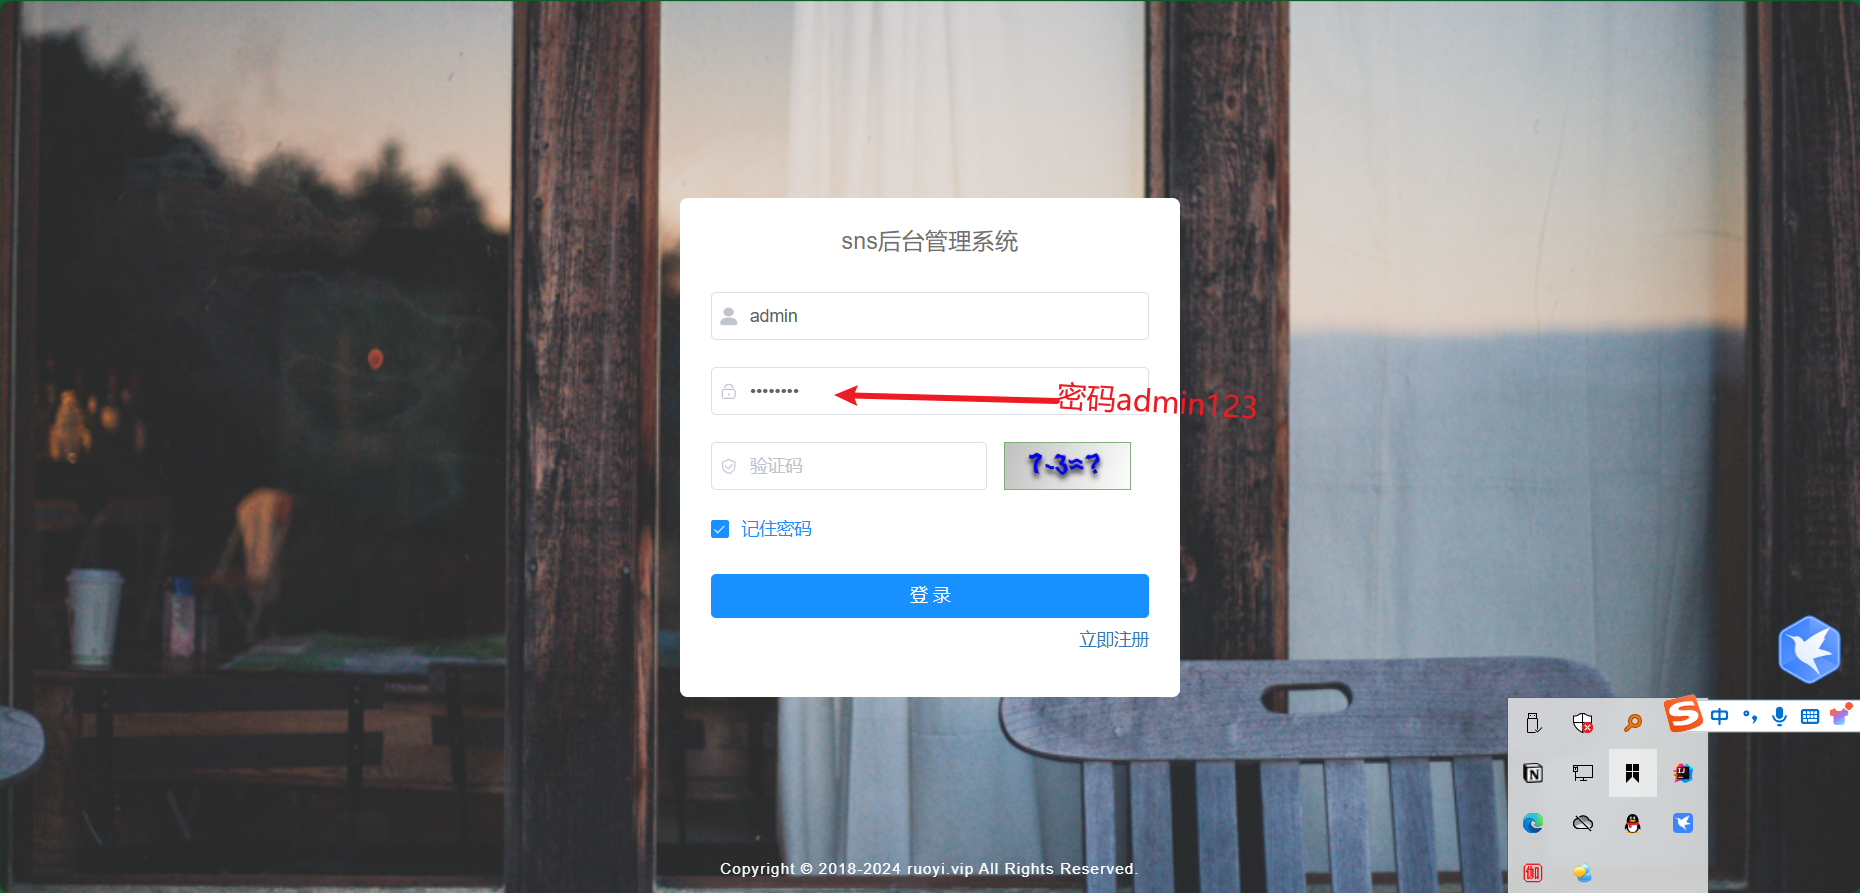 sns后台管理系统
admin
••••••••
密码admin123
验证码
7-3=?
记住密码
登 录
立即注册
中
Copyright © 2018-2024 ruoyi.vip All Rights Reserved.